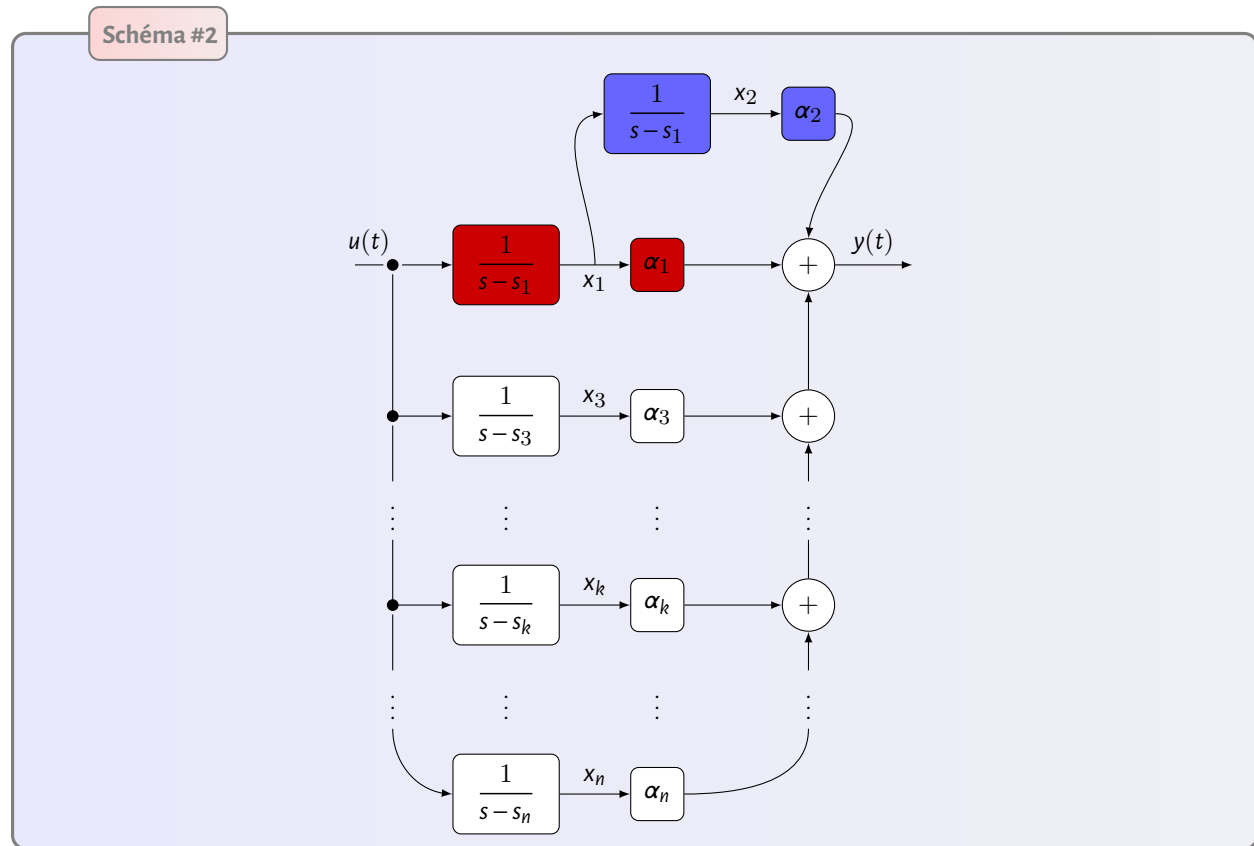 Schéma #2
1 x₂ α₂
s − s₁
u(t) 1 α₁ + y(t)
s − s₁ x₁
1 x₃ α₃ +
s − s₃
⋮ ⋮ ⋮ ⋮
1 xₖ αₖ +
s − sₖ
⋮ ⋮ ⋮ ⋮
1 xₙ αₙ
s − sₙ